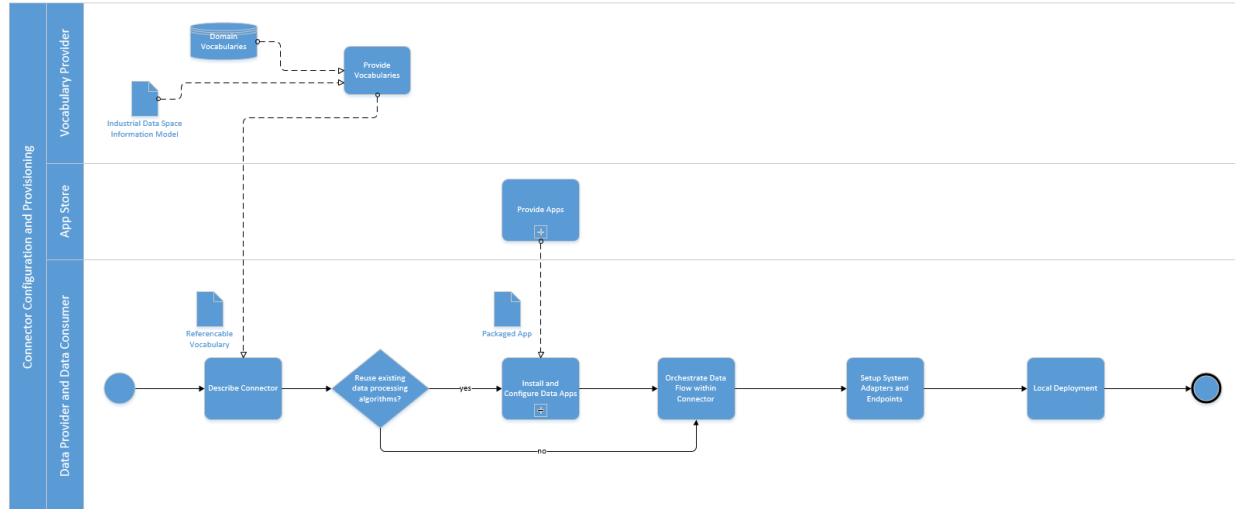 Connector Configuration and Provisioning
Vocabulary Provider
Domain
Vocabularies
Provide
Vocabularies
Industrial Data Space
Information Model
App Store
Provide Apps
Data Provider and Data Consumer
Referencable
Vocabulary
Packaged App
Describe Connector
Reuse existing
data processing
algorithms?
yes
Install and
Configure Data Apps
Orchestrate Data
Flow within
Connector
Setup System
Adapters and
Endpoints
Local Deployment
no